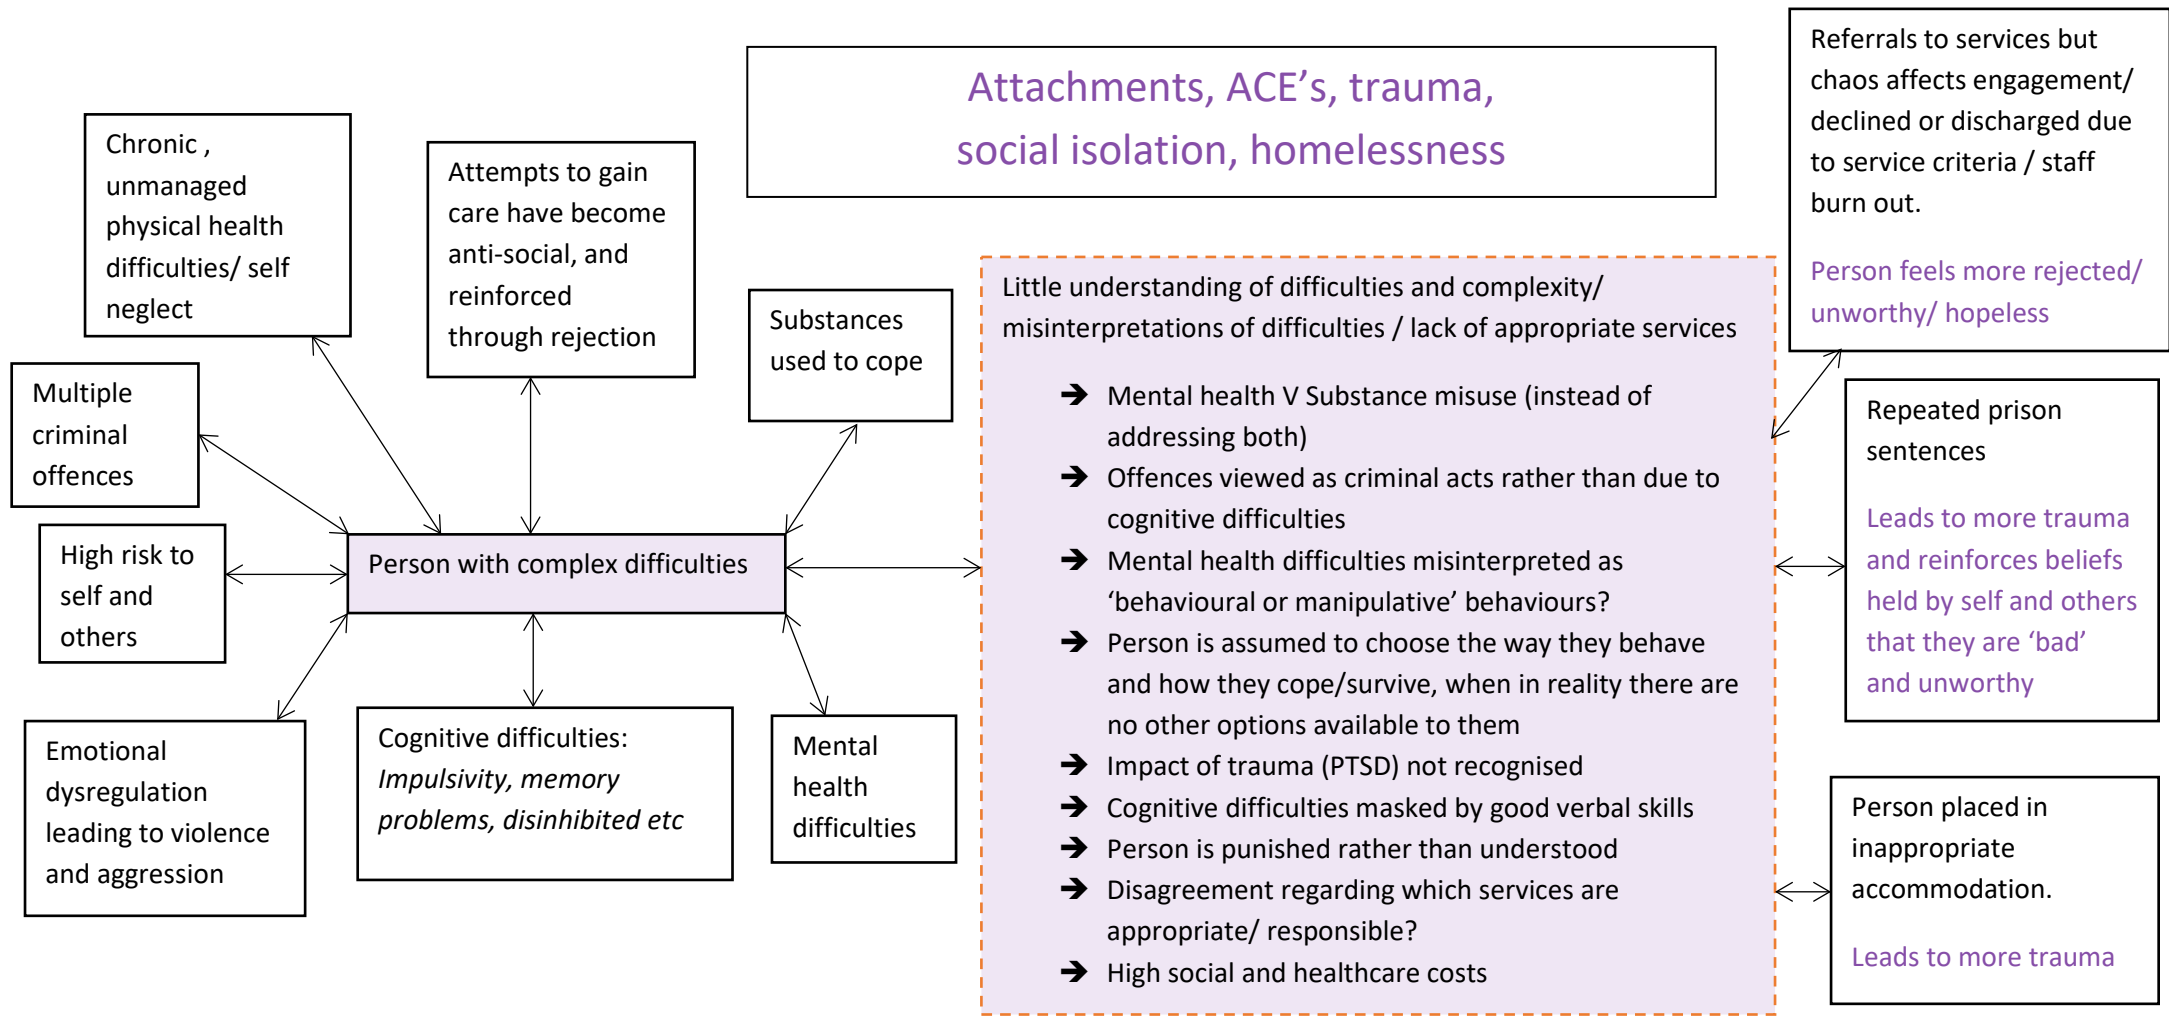 Attachments, ACE’s, trauma,
social isolation, homelessness
Chronic ,
unmanaged
physical health
difficulties/ self
neglect
Attempts to gain
care have become
anti-social, and
reinforced
through rejection
Substances
used to cope
Multiple
criminal
offences
High risk to
self and
others
Person with complex difficulties
Emotional
dysregulation
leading to violence
and aggression
Cognitive difficulties:
Impulsivity, memory
problems, disinhibited etc
Mental
health
difficulties
Little understanding of difficulties and complexity/
misinterpretations of difficulties / lack of appropriate services
➔ Mental health V Substance misuse (instead of
addressing both)
➔ Offences viewed as criminal acts rather than due to
cognitive difficulties
➔ Mental health difficulties misinterpreted as
‘behavioural or manipulative’ behaviours?
➔ Person is assumed to choose the way they behave
and how they cope/survive, when in reality there are
no other options available to them
➔ Impact of trauma (PTSD) not recognised
➔ Cognitive difficulties masked by good verbal skills
➔ Person is punished rather than understood
➔ Disagreement regarding which services are
appropriate/ responsible?
➔ High social and healthcare costs
Referrals to services but
chaos affects engagement/
declined or discharged due
to service criteria / staff
burn out.
Person feels more rejected/
unworthy/ hopeless
Repeated prison
sentences
Leads to more trauma
and reinforces beliefs
held by self and others
that they are ‘bad’
and unworthy
Person placed in
inappropriate
accommodation.
Leads to more trauma